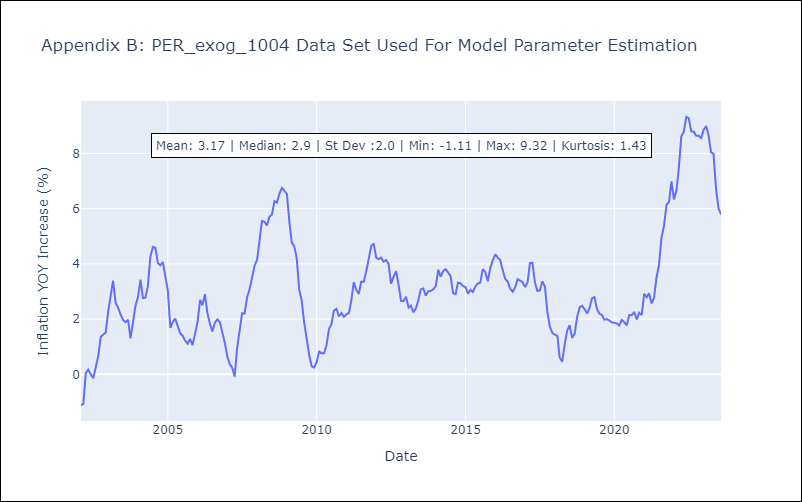 Appendix B: PER_exog_1004 Data Set Used For Model Parameter Estimation
Mean: 3.17 | Median: 2.9 | St Dev :2.0 | Min: -1.11 | Max: 9.32 | Kurtosis: 1.43
Inflation YOY Increase (%)
8
6
4
2
0
2005
2010
2015
2020
Date